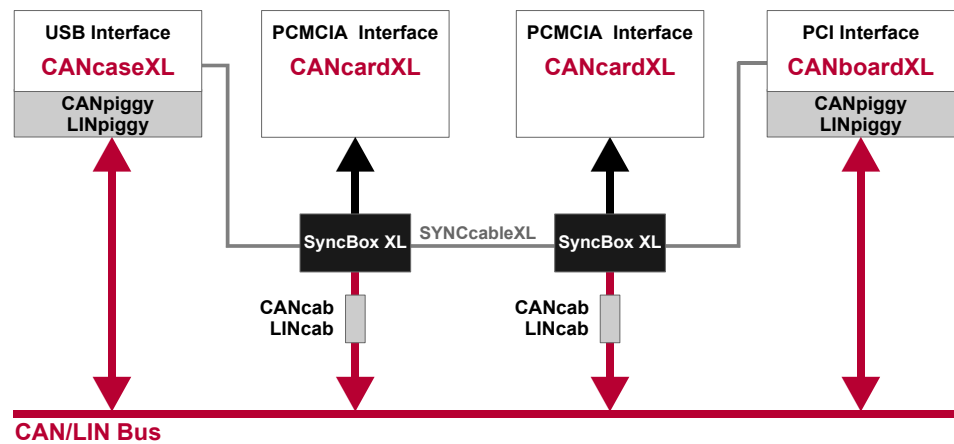 USB Interface
CANcaseXL
CANpiggy
LINpiggy
PCMCIA Interface
CANcardXL
PCMCIA Interface
CANcardXL
PCI Interface
CANboardXL
CANpiggy
LINpiggy
SyncBox XL
SYNCcableXL
SyncBox XL
CANcab
LINcab
CANcab
LINcab
CAN/LIN Bus